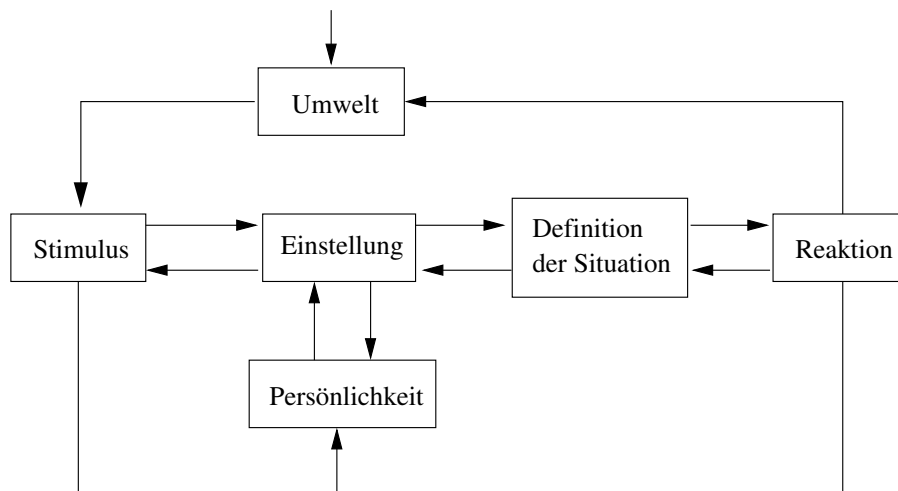 Umwelt
Stimulus
Einstellung
Definition
der Situation
Reaktion
Persönlichkeit